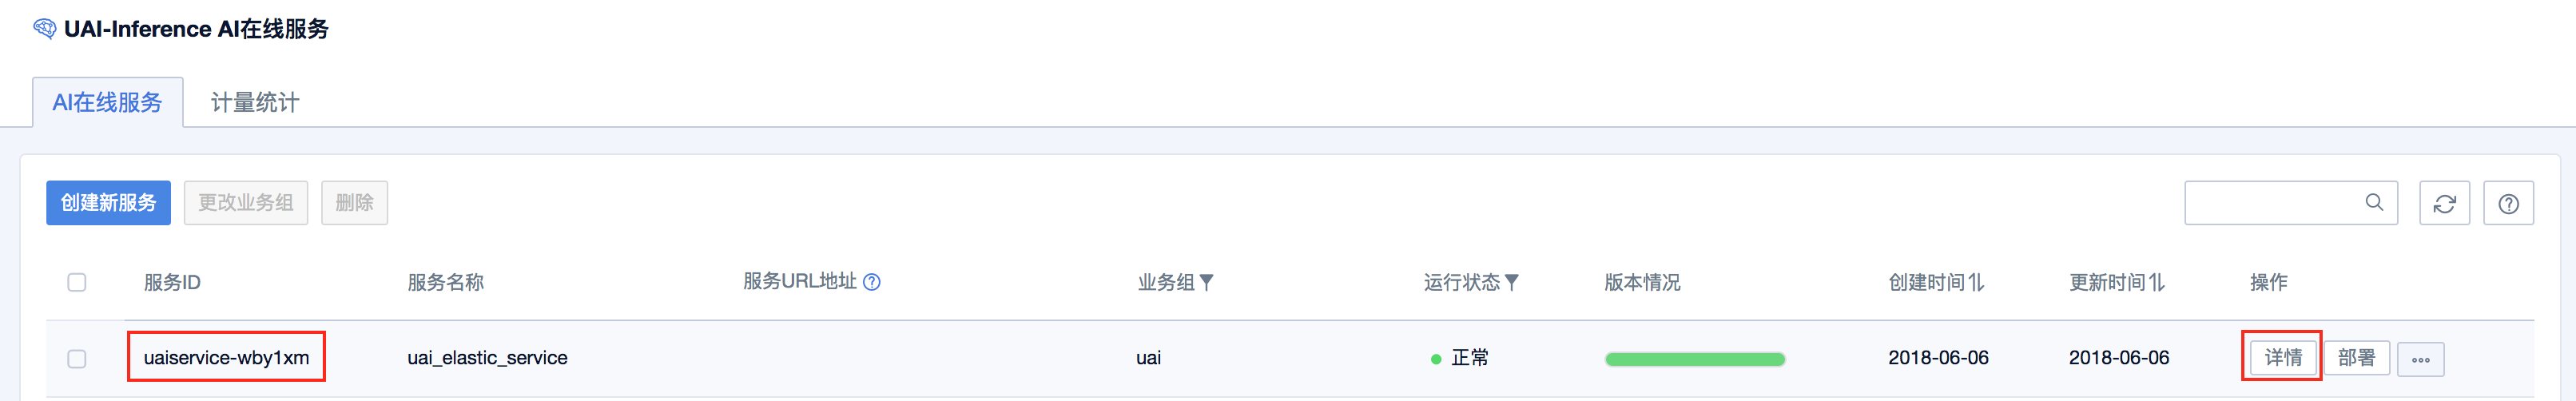 UAI-Inference AI在线服务
AI在线服务 计量统计
创建新服务 更改业务组 删除
服务ID 服务名称 服务URL地址 业务组 运行状态 版本情况 创建时间 更新时间 操作
uaiservice-wby1xm uai_elastic_service uai 正常 2018-06-06 2018-06-06 详情 部署 ...